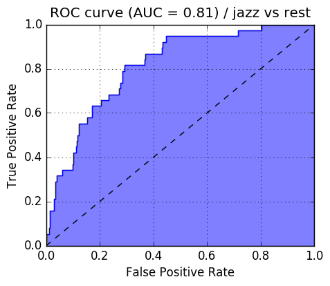 ROC curve (AUC = 0.81) / jazz vs rest
1.0
0.8
0.6
0.4
0.2
0.0
True Positive Rate
0.0 0.2 0.4 0.6 0.8 1.0
False Positive Rate